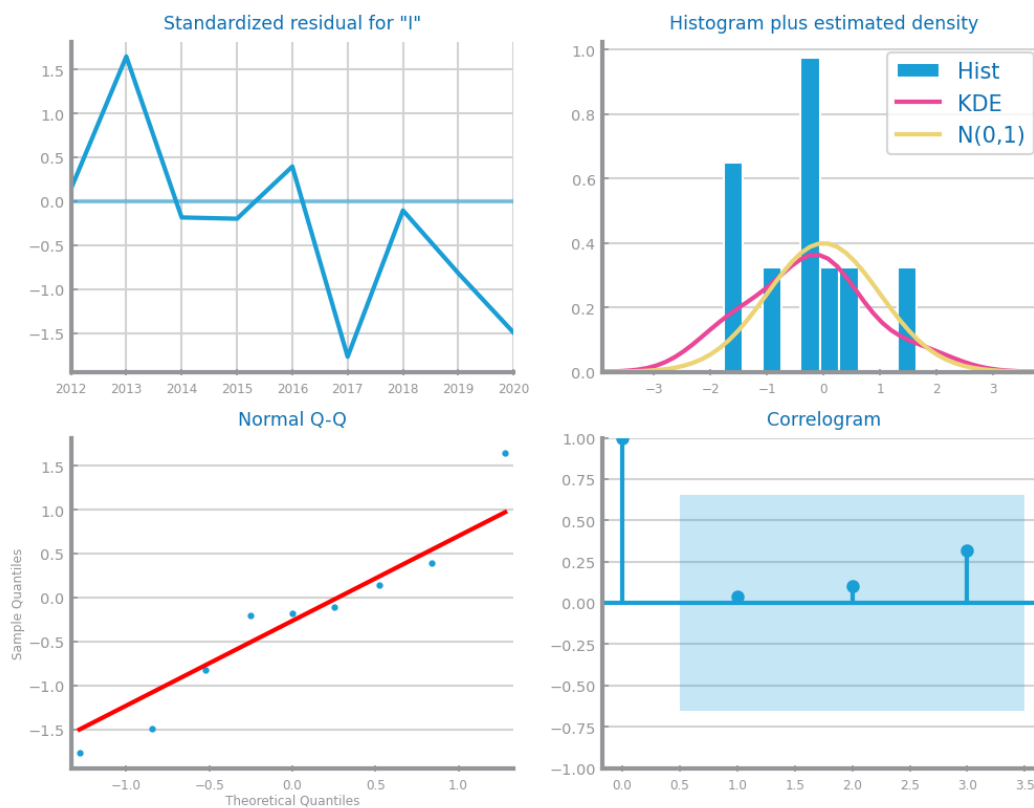 Standardized residual for "I"
1.5
1.0
0.5
0.0
−0.5
−1.0
−1.5
2012 2013 2014 2015 2016 2017 2018 2019 2020
Histogram plus estimated density
1.0
0.8
0.6
0.4
0.2
0.0
Hist
KDE
N(0,1)
−3 −2 −1 0 1 2 3
Normal Q-Q
Sample Quantiles
1.5
1.0
0.5
0.0
−0.5
−1.0
−1.5
−1.0 −0.5 0.0 0.5 1.0
Theoretical Quantiles
Correlogram
1.00
0.75
0.50
0.25
0.00
−0.25
−0.50
−0.75
−1.00
0.0 0.5 1.0 1.5 2.0 2.5 3.0 3.5